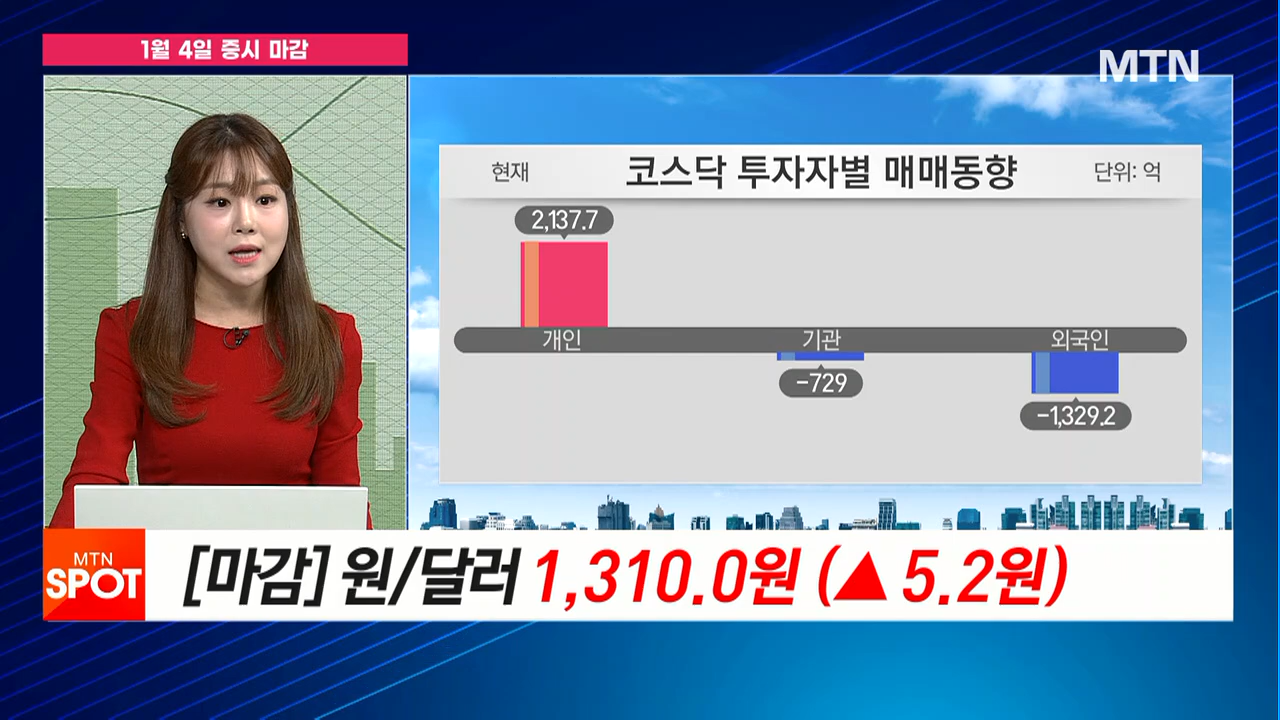 1월 4일 증시 마감
MTN
현재
코스닥 투자자별 매매동향
단위: 억
2,137.7
개인
기관
외국인
-729
-1,329.2
MTN
SPOT
[마감] 원/달러 1,310.0원 (▲ 5.2원)